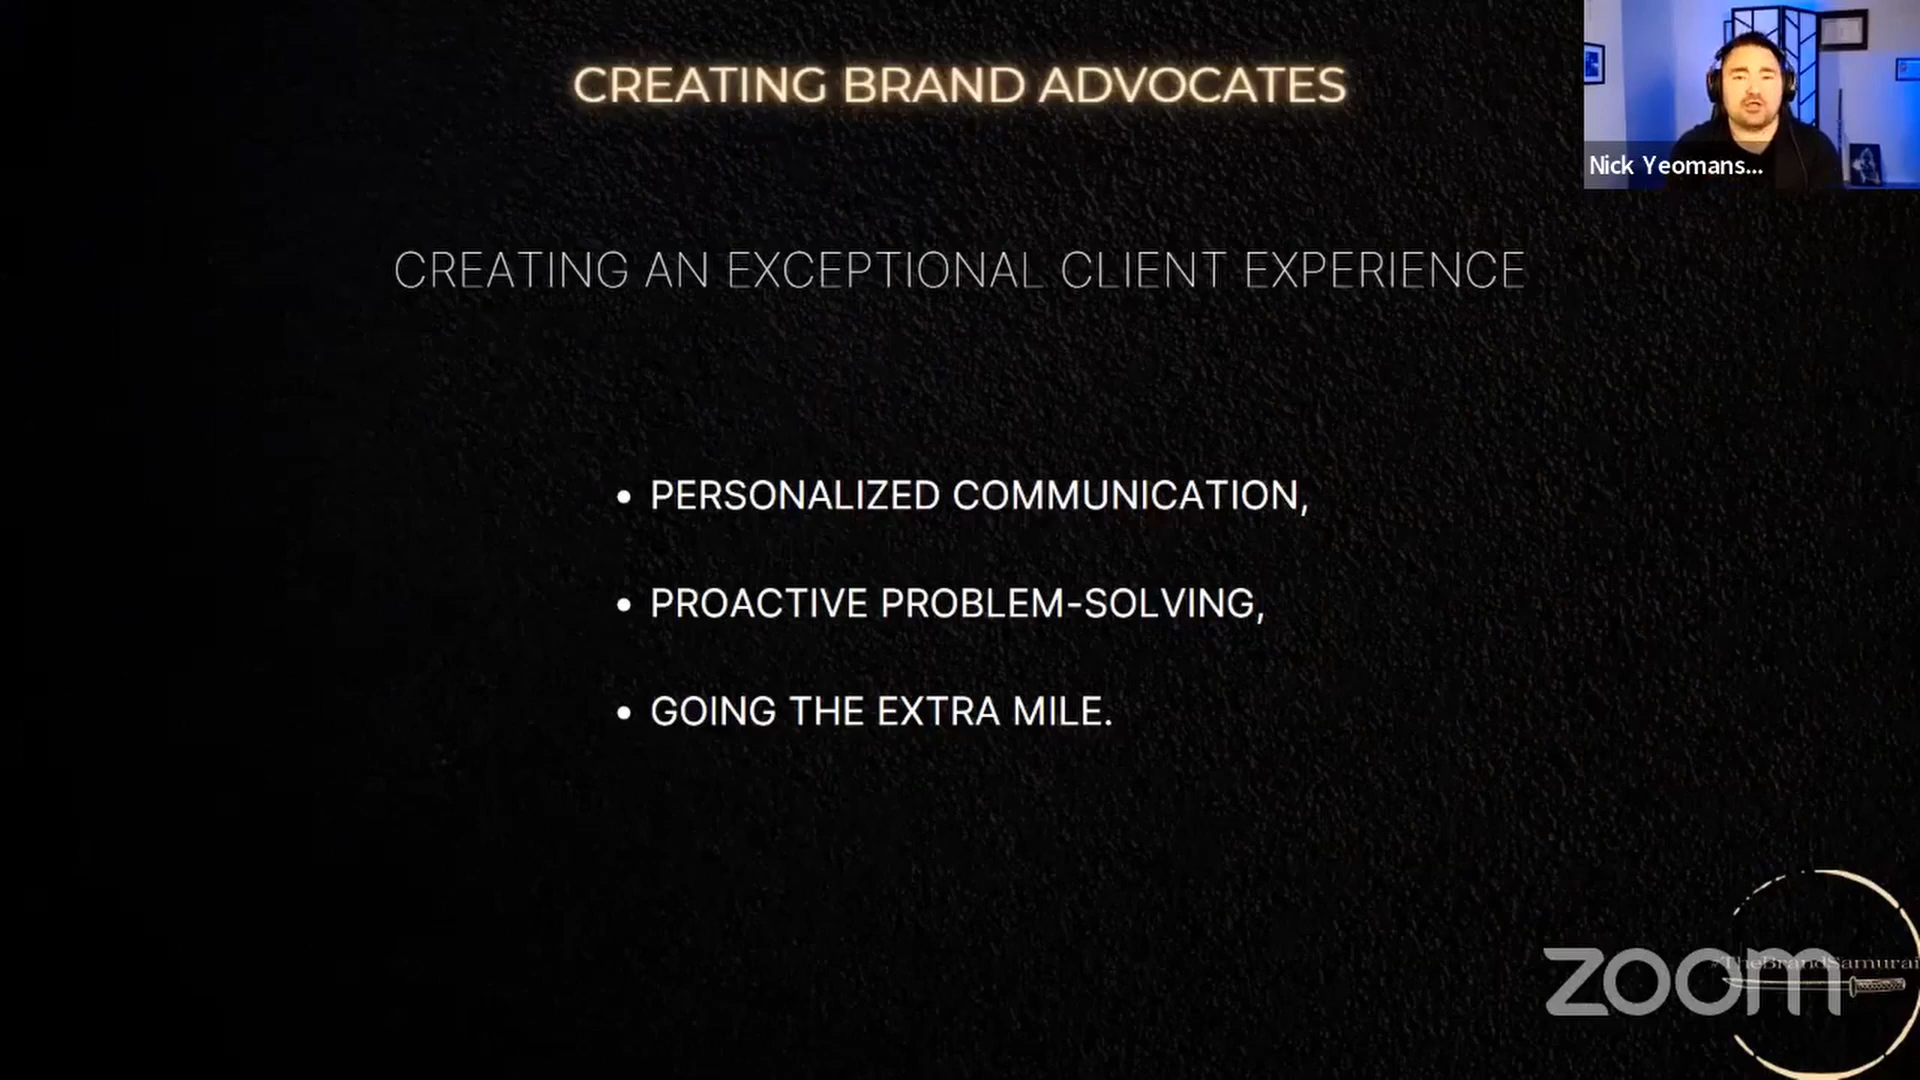 CREATING BRAND ADVOCATES
Nick Yeomans...
CREATING AN EXCEPTIONAL CLIENT EXPERIENCE
• PERSONALIZED COMMUNICATION,
• PROACTIVE PROBLEM-SOLVING,
• GOING THE EXTRA MILE.
#TheBrandSamurai
zoom